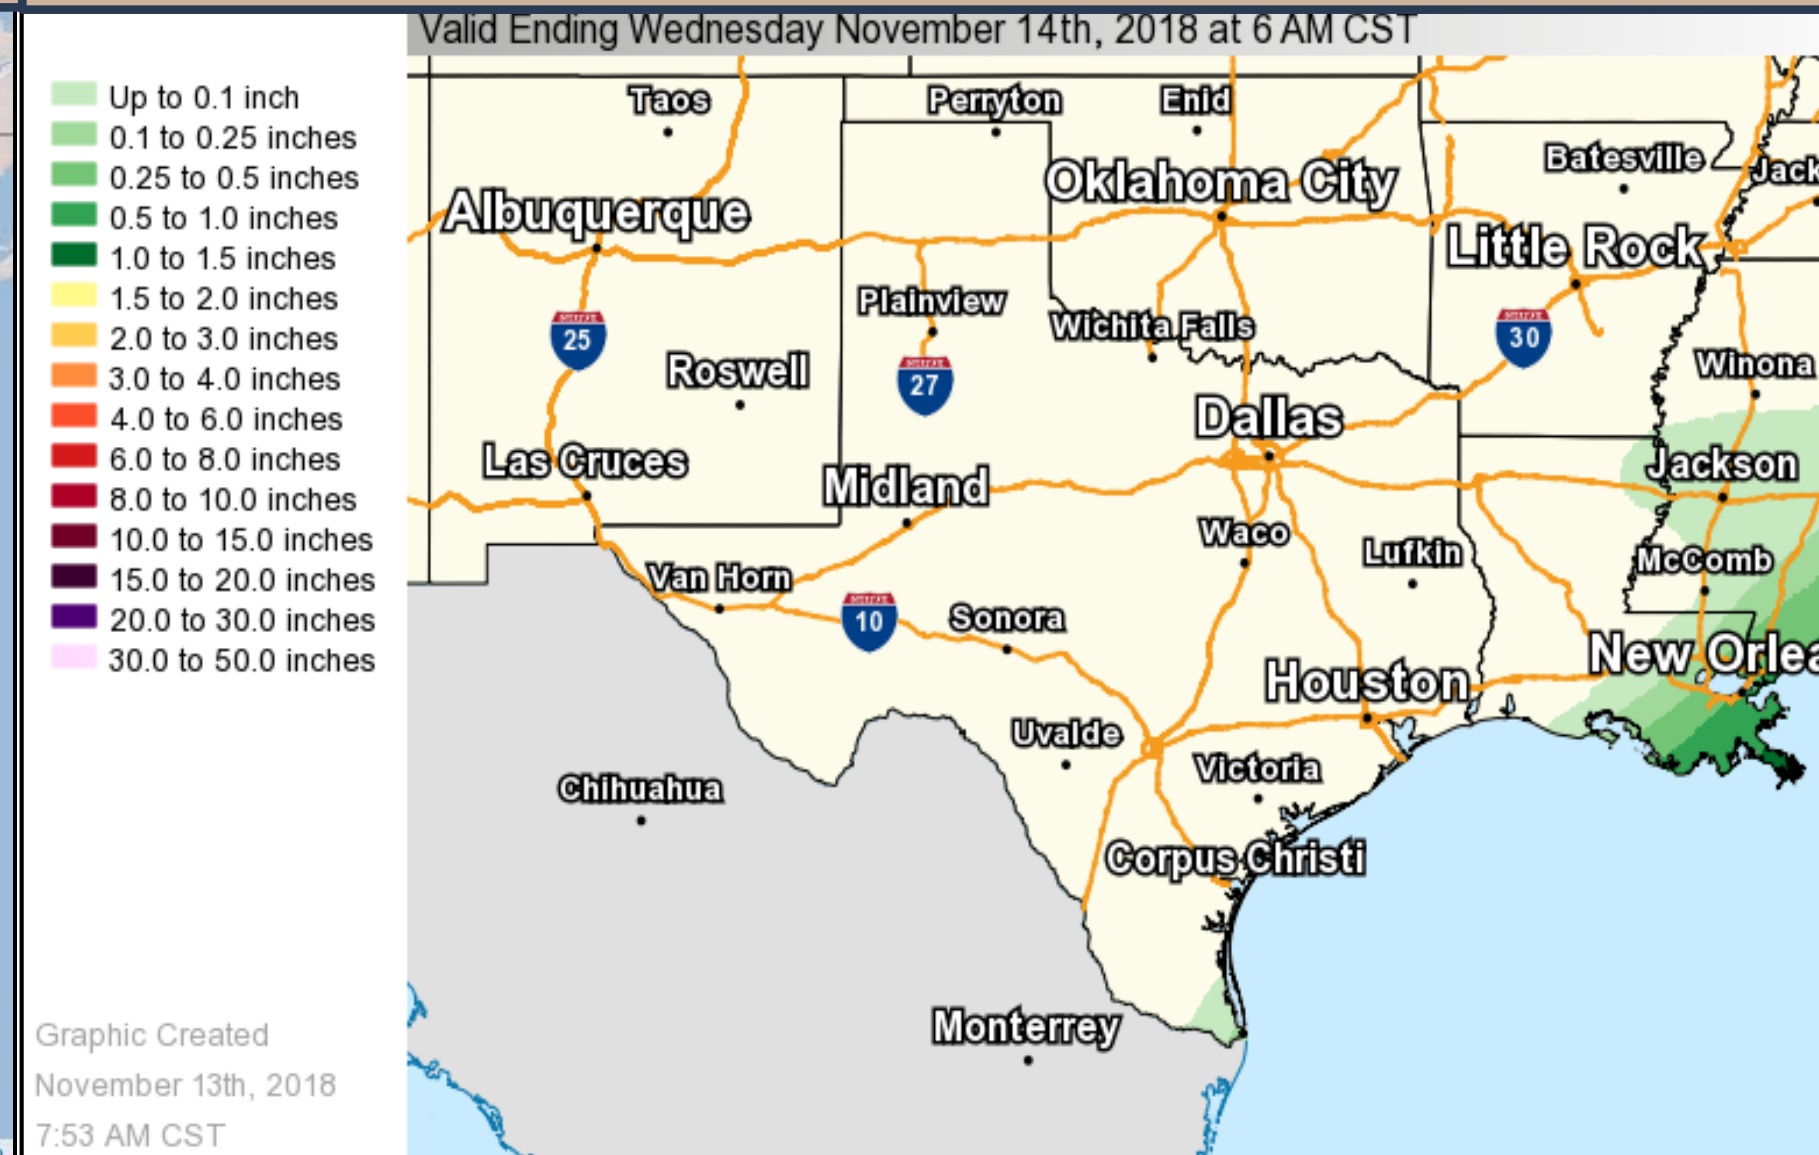 Valid Ending Wednesday November 14th, 2018 at 6 AM CST
Up to 0.1 inch
0.1 to 0.25 inches
0.25 to 0.5 inches
0.5 to 1.0 inches
1.0 to 1.5 inches
1.5 to 2.0 inches
2.0 to 3.0 inches
3.0 to 4.0 inches
4.0 to 6.0 inches
6.0 to 8.0 inches
8.0 to 10.0 inches
10.0 to 15.0 inches
15.0 to 20.0 inches
20.0 to 30.0 inches
30.0 to 50.0 inches
Graphic Created
November 13th, 2018
7:53 AM CST
Taos
Perryton
Enid
Batesville
Jack
Oklahoma City
Albuquerque
Little Rock
Plainview
Wichita Falls
25
30
Roswell
27
Winona
Dallas
Las Cruces
Midland
Jackson
Waco
Lufkin
McComb
Van Horn
10
Sonora
New Orlea
Houston
Uvalde
Victoria
Chihuahua
Corpus Christi
Monterrey